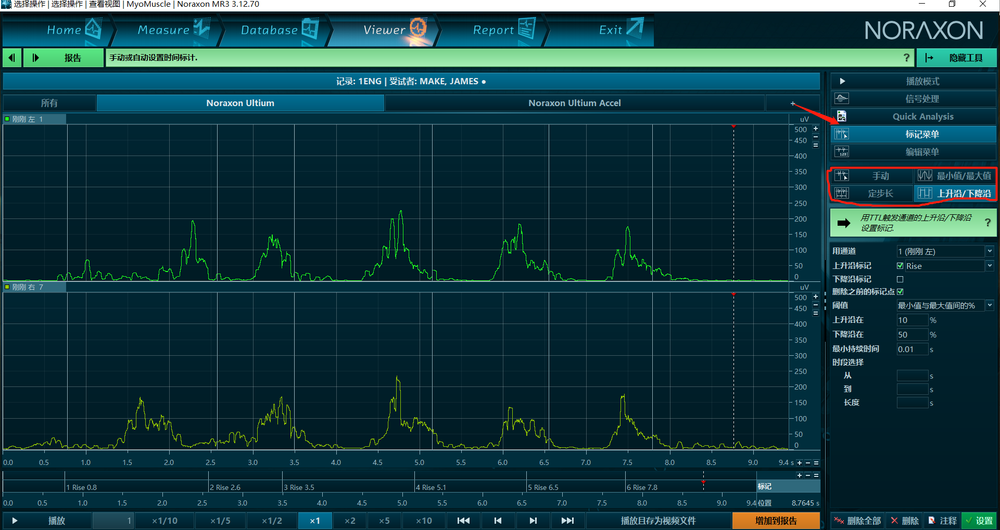 选择操作 | 选择操作 | 查看视图 | MyoMuscle | Noraxon MR3 3.12.70
Home
Measure
Database
Viewer
Report
Exit
NORAXON
报告
手动或自动设置时间标计.
?
隐藏工具
记录: 1ENG | 受试者: MAKE, JAMES ●
所有
Noraxon Ultium
Noraxon Ultium Accel
+
播放模式
信号处理
Quick Analysis
标记菜单
编辑菜单
手动
最小值/最大值
定步长
上升沿/下降沿
用TTL触发通道的上升沿/下降沿
设置标记.
?
用通道 1 (刚刚 左)
上升沿标记 Rise
下降沿标记
删除之前的标记点
阈值 最小值与最大值间的%
上升沿在 10 %
下降沿在 50 %
最小持续时间 0.01 s
时段选择
从 s
到 s
长度 s
刚刚 左 1
uV
500
450
400
350
300
250
200
150
100
50
0
刚刚 右 7
uV
500
450
400
350
300
250
200
150
100
50
0
0.0 0.5 1.0 1.5 2.0 2.5 3.0 3.5 4.0 4.5 5.0 5.5 6.0 6.5 7.0 7.5 8.0 8.5 9.0 9.4 s
1 Rise 0.8 2 Rise 2.6 3 Rise 3.5 4 Rise 5.1 5 Rise 6.5 6 Rise 7.8 标记
0.0 0.5 1.0 1.5 2.0 2.5 3.0 3.5 4.0 4.5 5.0 5.5 6.0 6.5 7.0 7.5 8.0 8.5 9.0 9.4 位置 8.7645 s
播放 1 ×1/10 ×1/5 ×1/2 ×1 ×2 ×5 ×10 播放且存为视频文件 增加到报告 删除全部 删除 注释 设置